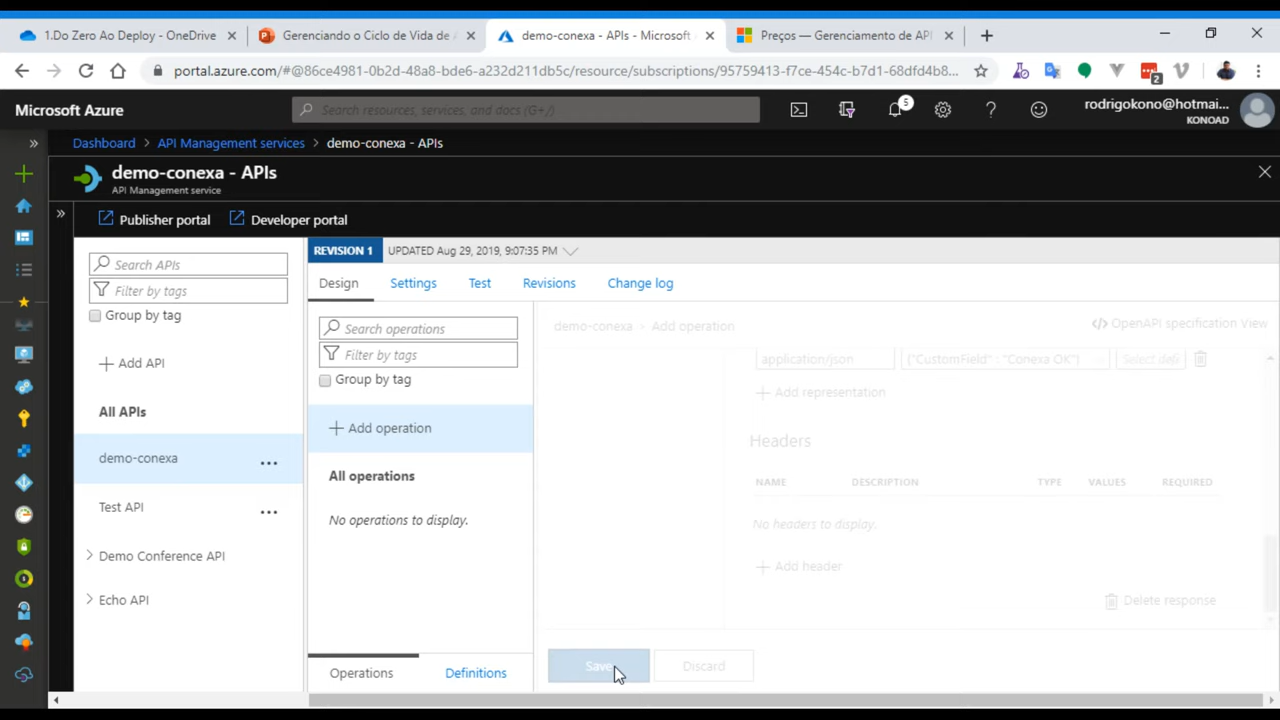 1.Do Zero Ao Deploy - OneDrive
Gerenciando o Ciclo de Vida de
demo-conexa - APIs - Microsoft
Preços — Gerenciamento de API
portal.azure.com/#@86ce4981-0b2d-48a8-b4e6-a232d211db5c/resource/subscriptions/95759413-f7ce-454c-b7d1-68dfd4b8...
2
Microsoft Azure
Search resources, services, and docs (G+/)
5
rodrigokono@hotmai...
KONOAD
Dashboard > API Management services > demo-conexa - APIs
demo-conexa - APIs
API Management service
Publisher portal
Developer portal
Search APIs
Filter by tags
Group by tag
+ Add API
All APIs
demo-conexa ...
Test API ...
Demo Conference API
Echo API
REVISION 1
UPDATED Aug 29, 2019, 9:07:35 PM
Design
Settings
Test
Revisions
Change log
Search operations
Filter by tags
Group by tag
+ Add operation
All operations
No operations to display.
Operations
Definitions
demo-conexa > Add operation
</> OpenAPI specification View
application/json
{"CustomField" : "Conexa OK"}
+ Add representation
Headers
NAME DESCRIPTION TYPE VALUES REQUIRED
No headers to display.
+ Add header
Delete response
Save
Discard